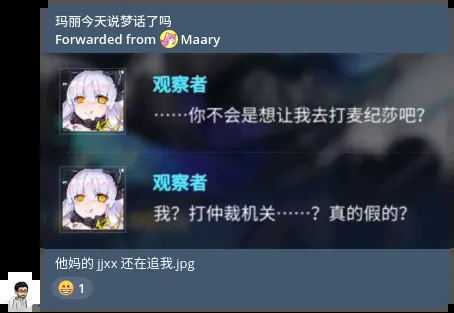 玛丽今天说梦话了吗
Forwarded from Maary
观察者
……你不会是想让我去打麦纪莎吧？
观察者
我？打仲裁机关……？真的假的？
他妈的 jjxx 还在追我.jpg
1